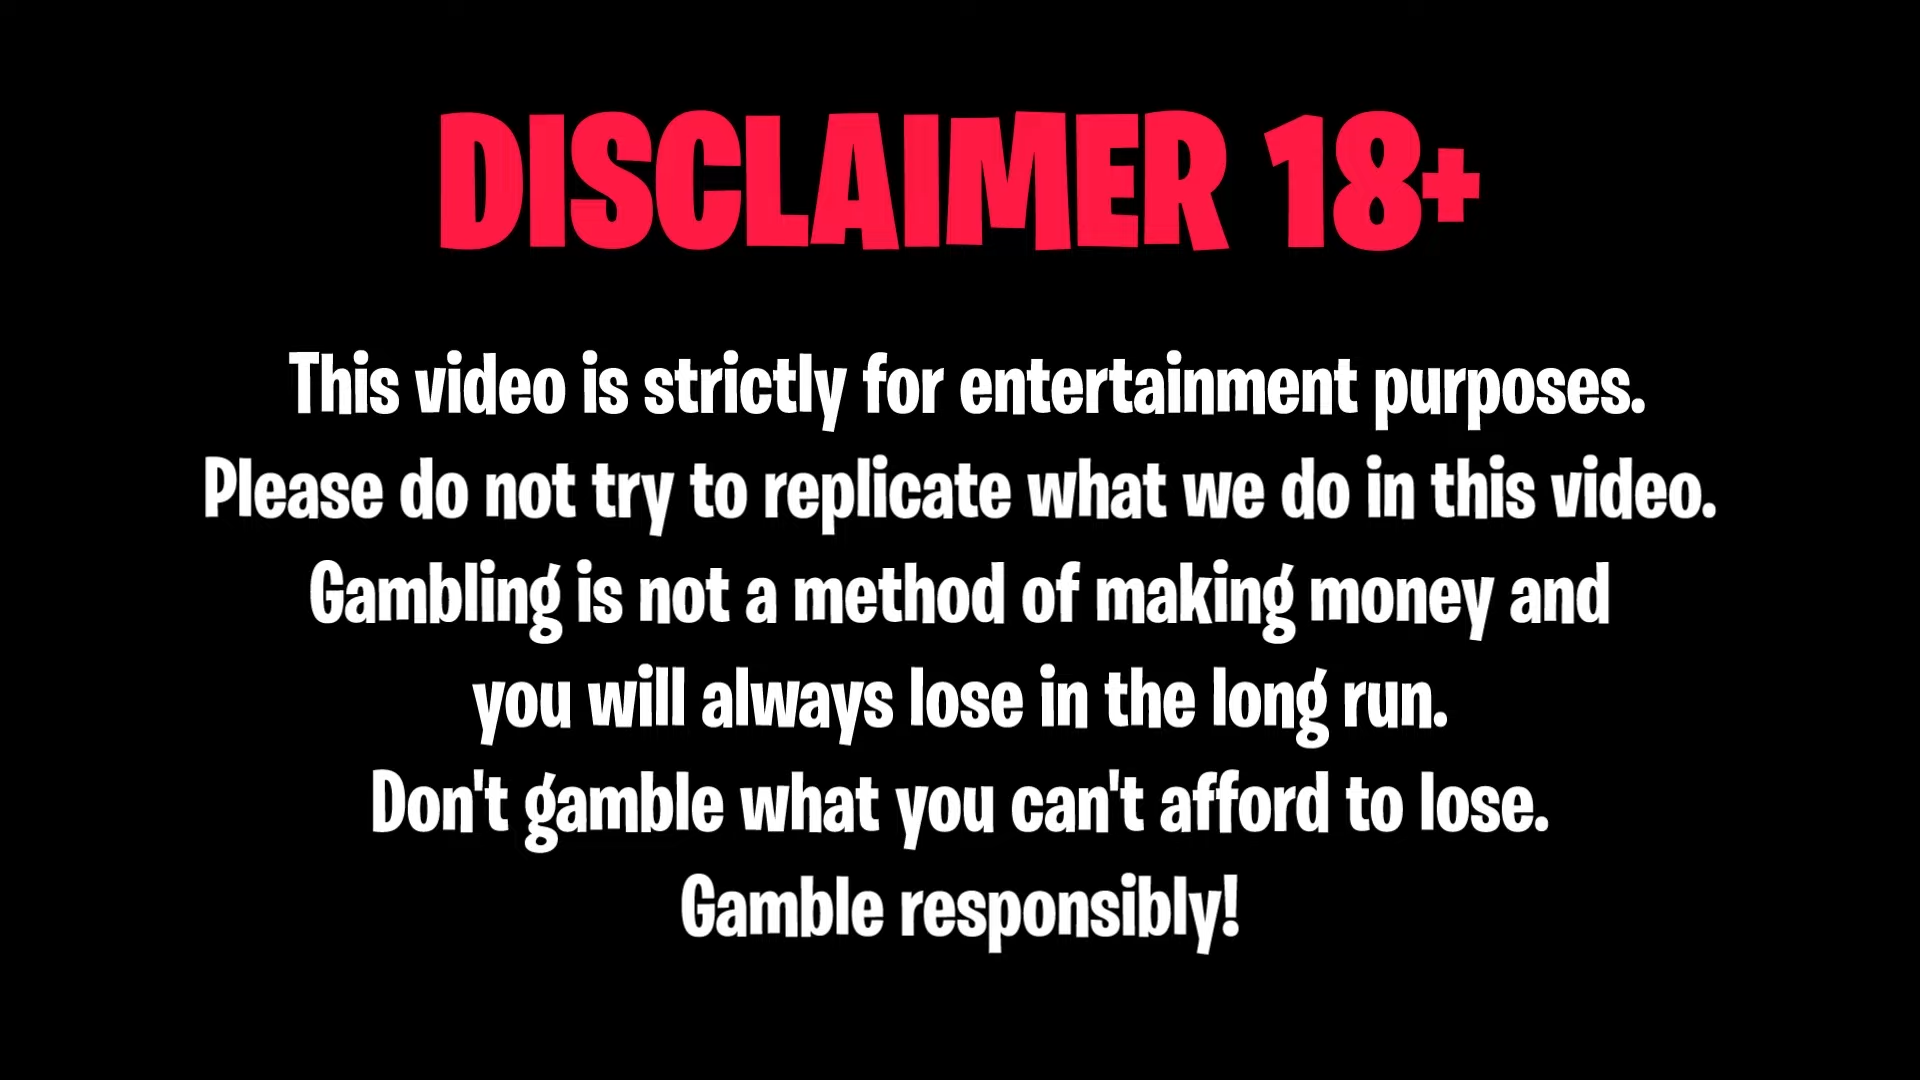 DISCLAIMER 18+
This video is strictly for entertainment purposes.
Please do not try to replicate what we do in this video.
Gambling is not a method of making money and
you will always lose in the long run.
Don't gamble what you can't afford to lose.
Gamble responsibly!